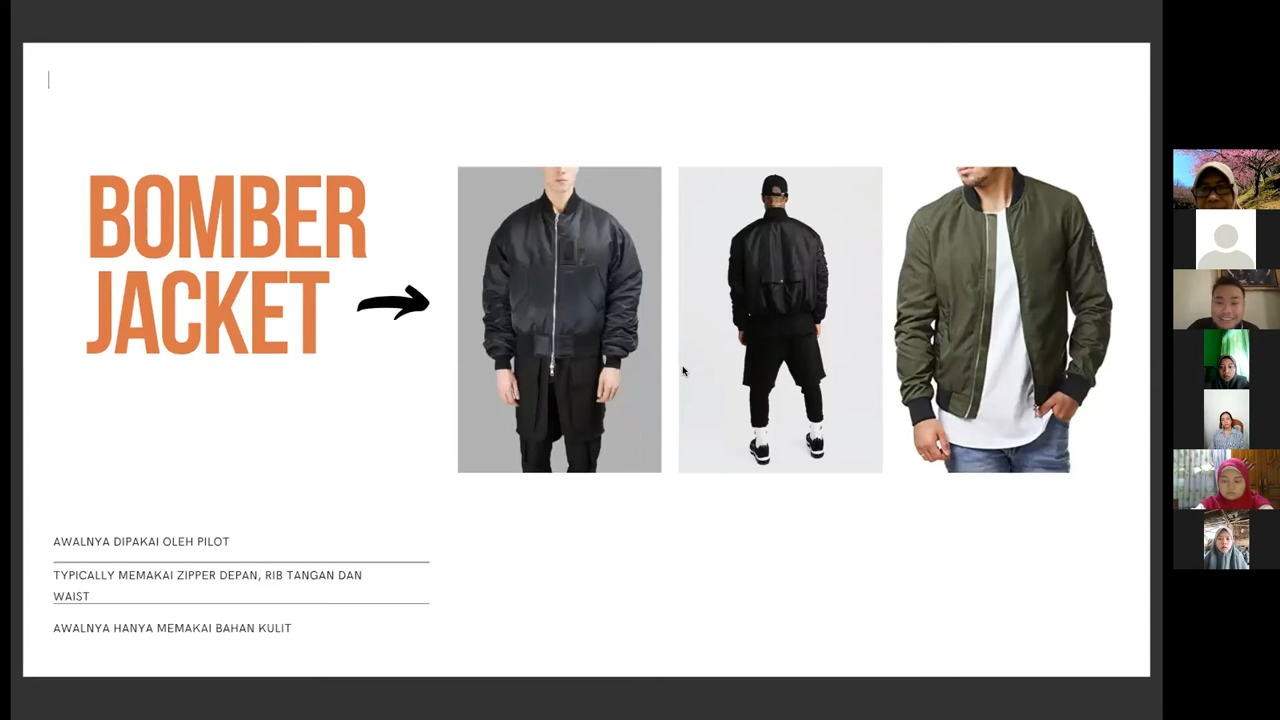 BOMBER
JACKET
AWALNYA DIPAKAI OLEH PILOT
TYPICALLY MEMAKAI ZIPPER DEPAN, RIB TANGAN DAN
WAIST
AWALNYA HANYA MEMAKAI BAHAN KULIT